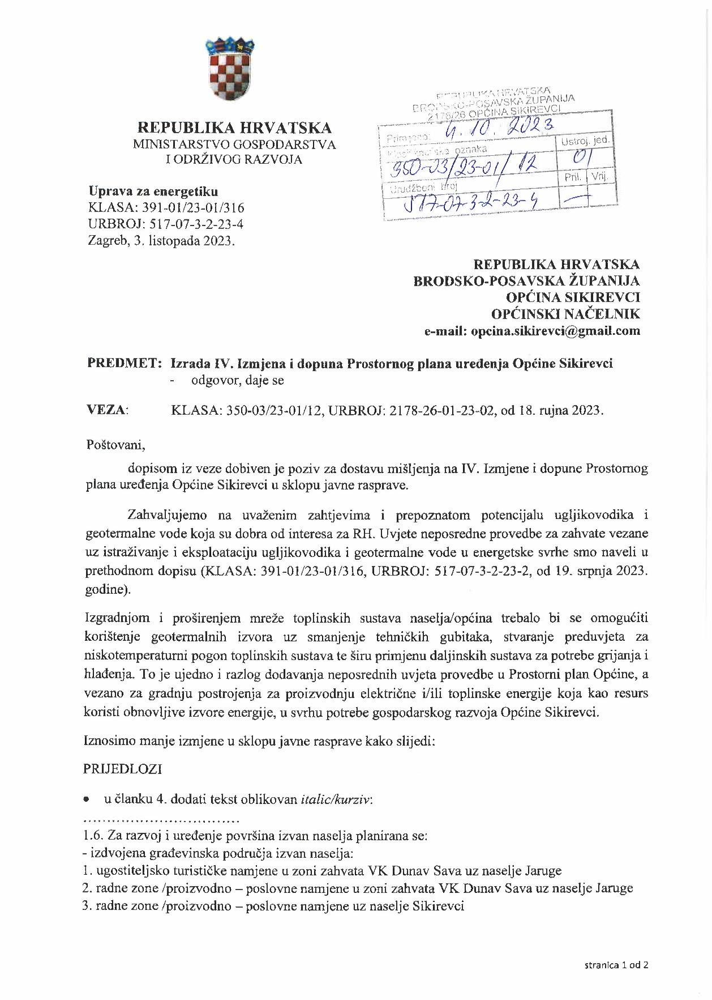 REPUBLIKA HRVATSKA
MINISTARSTVO GOSPODARSTVA
I ODRŽIVOG RAZVOJA
Uprava za energetiku
KLASA: 391-01/23-01/316
URBROJ: 517-07-3-2-23-4
Zagreb, 3. listopada 2023.
REPUBLIKA HRVATSKA
BRODSKO-POSAVSKA ŽUPANIJA
2178/26 OPĆINA SIKIREVCI
Primljeno: 4. 10. 2023
oznaka Ustroj. jed.
350-03/23-01/12 01
Urudžbeni broj Pril. Vrij.
517-07-3-2-23-4
REPUBLIKA HRVATSKA
BRODSKO-POSAVSKA ŽUPANIJA
OPĆINA SIKIREVCI
OPĆINSKI NAČELNIK
e-mail: opcina.sikirevci@gmail.com
PREDMET: Izrada IV. Izmjena i dopuna Prostornog plana uređenja Općine Sikirevci
- odgovor, daje se
VEZA: KLASA: 350-03/23-01/12, URBROJ: 2178-26-01-23-02, od 18. rujna 2023.
Poštovani,
dopisom iz veze dobiven je poziv za dostavu mišljenja na IV. Izmjene i dopune Prostornog
plana uređenja Općine Sikirevci u sklopu javne rasprave.
Zahvaljujemo na uvaženim zahtjevima i prepoznatom potencijalu ugljikovodika i
geotermalne vode koja su dobra od interesa za RH. Uvjete neposredne provedbe za zahvate vezane
uz istraživanje i eksploataciju ugljikovodika i geotermalne vode u energetske svrhe smo naveli u
prethodnom dopisu (KLASA: 391-01/23-01/316, URBROJ: 517-07-3-2-23-2, od 19. srpnja 2023.
godine).
Izgradnjom i proširenjem mreže toplinskih sustava naselja/općina trebalo bi se omogućiti
korištenje geotermalnih izvora uz smanjenje tehničkih gubitaka, stvaranje preduvjeta za
niskotemperaturni pogon toplinskih sustava te širu primjenu daljinskih sustava za potrebe grijanja i
hlađenja. To je ujedno i razlog dodavanja neposrednih uvjeta provedbe u Prostorni plan Općine, a
vezano za gradnju postrojenja za proizvodnju električne i/ili toplinske energije koja kao resurs
koristi obnovljive izvore energije, u svrhu potrebe gospodarskog razvoja Općine Sikirevci.
Iznosimo manje izmjene u sklopu javne rasprave kako slijedi:
PRIJEDLOZI
• u članku 4. dodati tekst oblikovan italic/kurziv:
.................................
1.6. Za razvoj i uređenje površina izvan naselja planirana se:
- izdvojena građevinska područja izvan naselja:
1. ugostiteljsko turističke namjene u zoni zahvata VK Dunav Sava uz naselje Jaruge
2. radne zone /proizvodno – poslovne namjene u zoni zahvata VK Dunav Sava uz naselje Jaruge
3. radne zone /proizvodno – poslovne namjene uz naselje Sikirevci
stranica 1 od 2